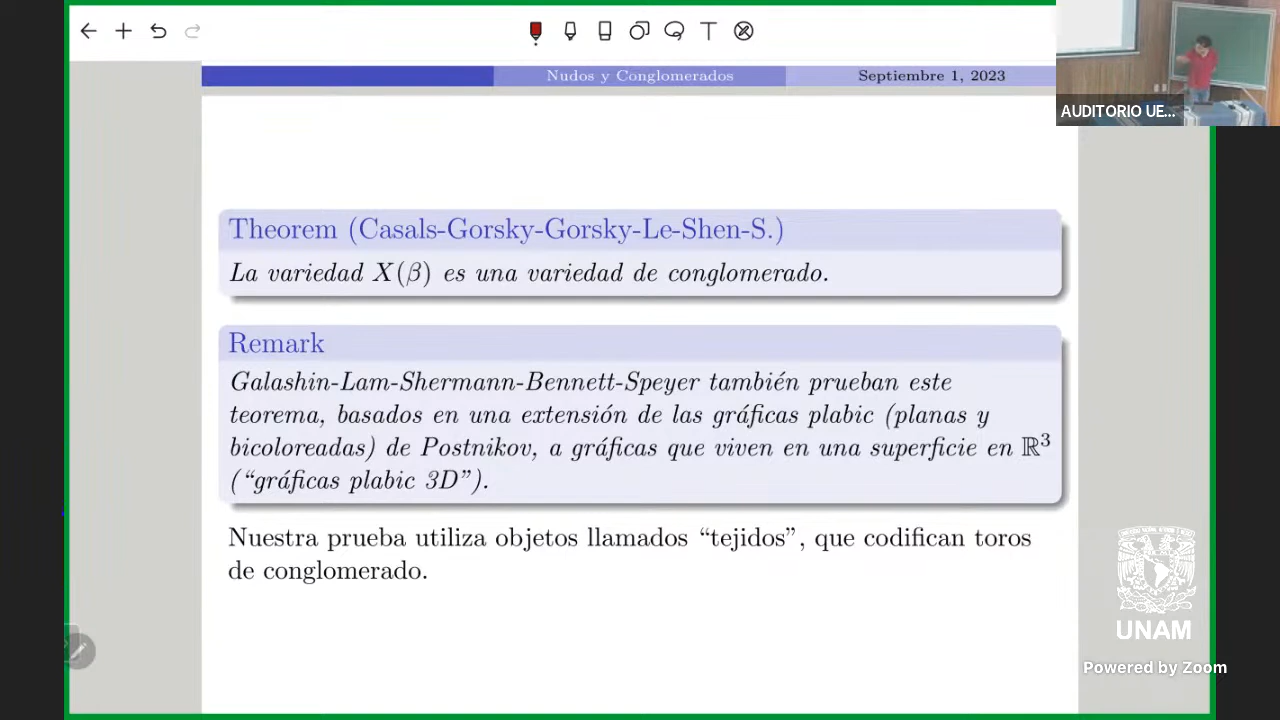 Nudos y Conglomerados
Septiembre 1, 2023
AUDITORIO UE...
Theorem (Casals-Gorsky-Gorsky-Le-Shen-S.)
La variedad X(β) es una variedad de conglomerado.
Remark
Galashin-Lam-Shermann-Bennett-Speyer también prueban este
teorema, basados en una extensión de las gráficas plabic (planas y
bicoloreadas) de Postnikov, a gráficas que viven en una superficie en ℝ³
(“gráficas plabic 3D”).
Nuestra prueba utiliza objetos llamados “tejidos”, que codifican toros
de conglomerado.
UNAM
Powered by Zoom